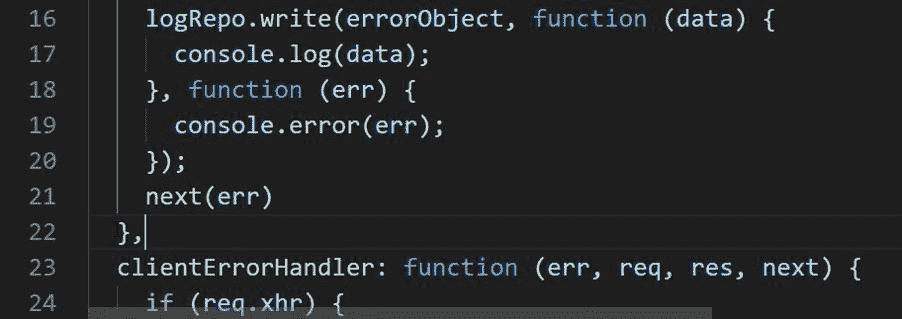 16 logRepo.write(errorObject, function (data) {
17 console.log(data);
18 }, function (err) {
19 console.error(err);
20 });
21 next(err)
22 },
23 clientErrorHandler: function (err, req, res, next) {
24 if (req.xhr) {